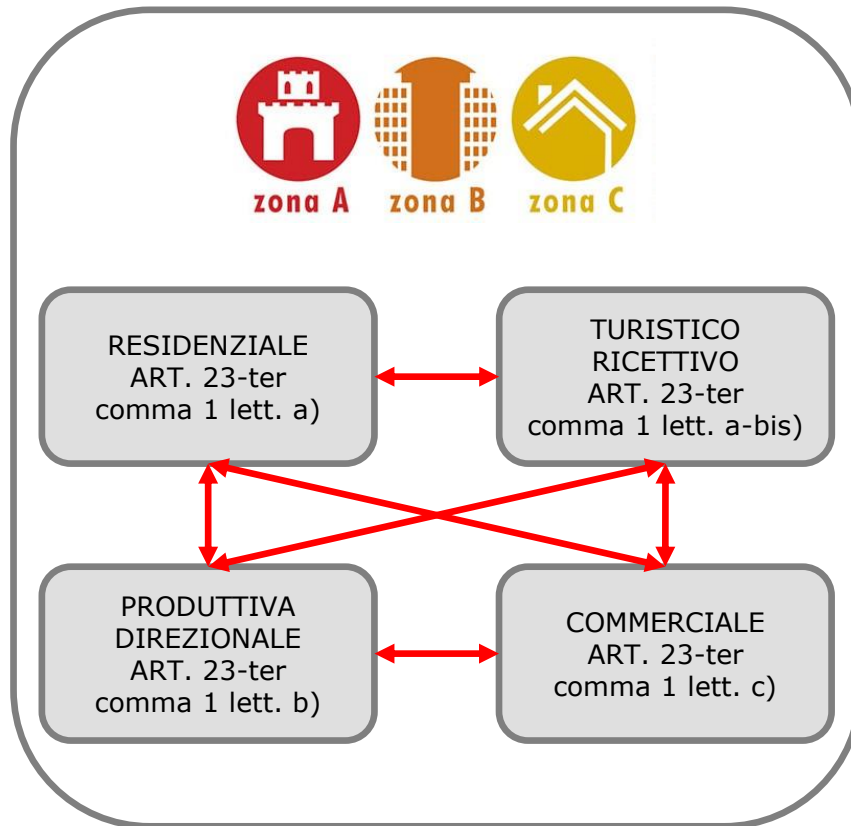 zona A
zona B
zona C
RESIDENZIALE
ART. 23-ter
comma 1 lett. a)
TURISTICO
RICETTIVO
ART. 23-ter
comma 1 lett. a-bis)
PRODUTTIVA
DIREZIONALE
ART. 23-ter
comma 1 lett. b)
COMMERCIALE
ART. 23-ter
comma 1 lett. c)